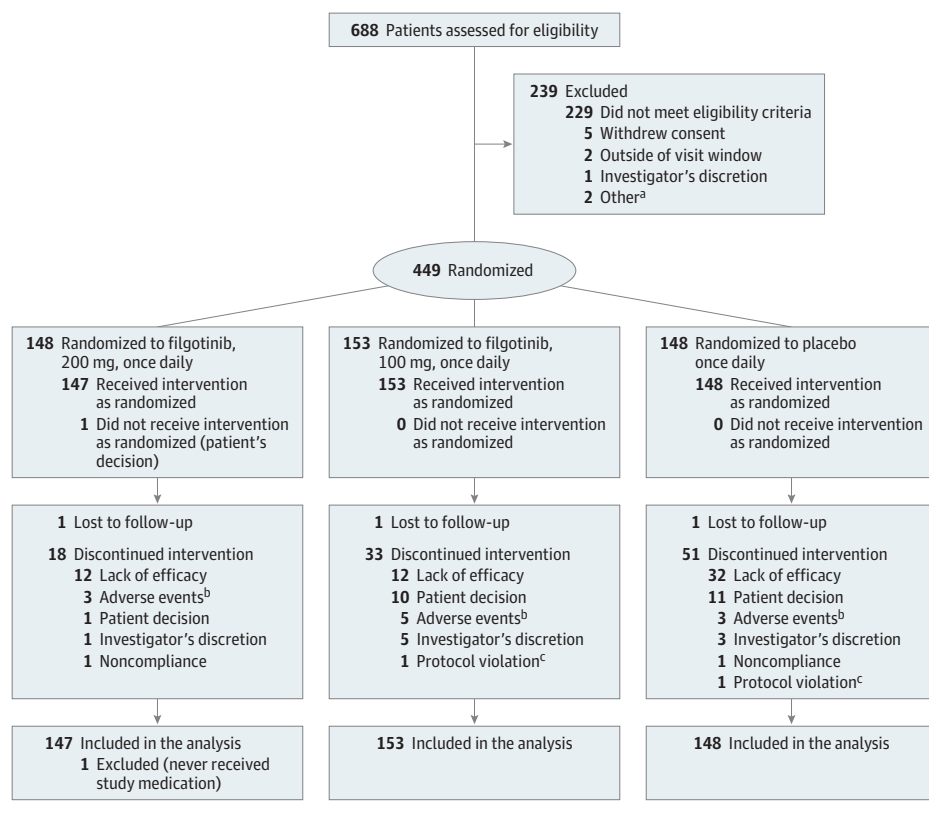 688 Patients assessed for eligibility
239 Excluded
229 Did not meet eligibility criteria
5 Withdrew consent
2 Outside of visit window
1 Investigator's discretion
2 Otherᵃ
449 Randomized
148 Randomized to filgotinib,
200 mg, once daily
147 Received intervention
as randomized
1 Did not receive intervention
as randomized (patient's
decision)
153 Randomized to filgotinib,
100 mg, once daily
153 Received intervention
as randomized
0 Did not receive intervention
as randomized
148 Randomized to placebo
once daily
148 Received intervention
as randomized
0 Did not receive intervention
as randomized
1 Lost to follow-up
18 Discontinued intervention
12 Lack of efficacy
3 Adverse eventsᵇ
1 Patient decision
1 Investigator's discretion
1 Noncompliance
1 Lost to follow-up
33 Discontinued intervention
12 Lack of efficacy
10 Patient decision
5 Adverse eventsᵇ
5 Investigator's discretion
1 Protocol violationᶜ
1 Lost to follow-up
51 Discontinued intervention
32 Lack of efficacy
11 Patient decision
3 Adverse eventsᵇ
3 Investigator's discretion
1 Noncompliance
1 Protocol violationᶜ
147 Included in the analysis
1 Excluded (never received
study medication)
153 Included in the analysis
148 Included in the analysis